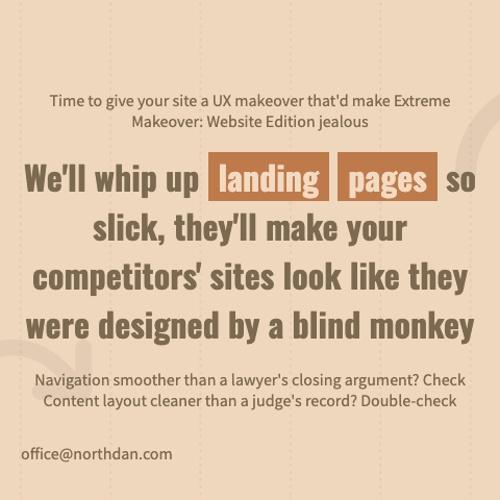 Time to give your site a UX makeover that'd make Extreme
Makeover: Website Edition jealous
We'll whip up landing pages so
slick, they'll make your
competitors' sites look like they
were designed by a blind monkey
Navigation smoother than a lawyer's closing argument? Check
Content layout cleaner than a judge's record? Double-check
office@northdan.com